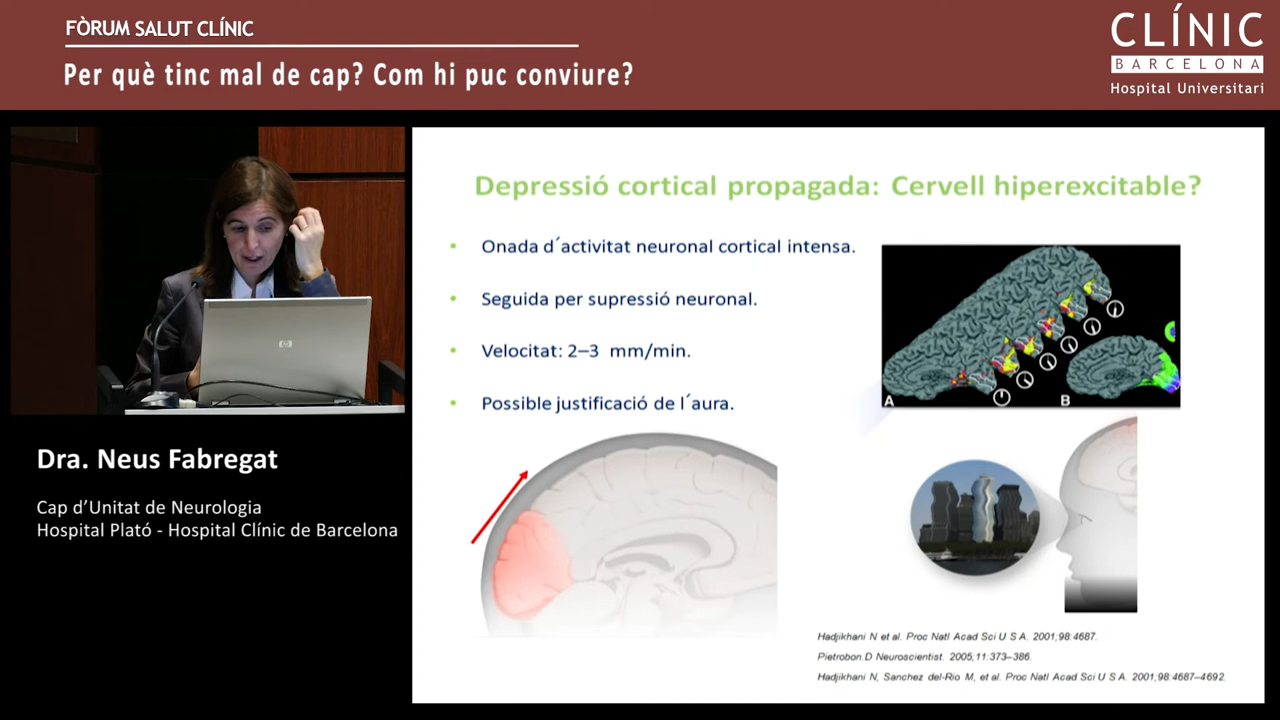 FÒRUM SALUT CLÍNIC
Per què tinc mal de cap? Com hi puc conviure?
CLÍNIC
BARCELONA
Hospital Universitari
Depressió cortical propagada: Cervell hiperexcitable?
• Onada d´activitat neuronal cortical intensa.
• Seguida per supressió neuronal.
• Velocitat: 2–3 mm/min.
• Possible justificació de l´aura.
A
B
hp
Dra. Neus Fabregat
Cap d’Unitat de Neurologia
Hospital Plató - Hospital Clínic de Barcelona
Hadjikhani N et al. Proc Natl Acad Sci U S A. 2001;98:4687.
Pietrobon D Neuroscientist. 2005;11:373–386.
Hadjikhani N, Sanchez del-Rio M, et al. Proc Natl Acad Sci U S A. 2001;98:4687–4692.